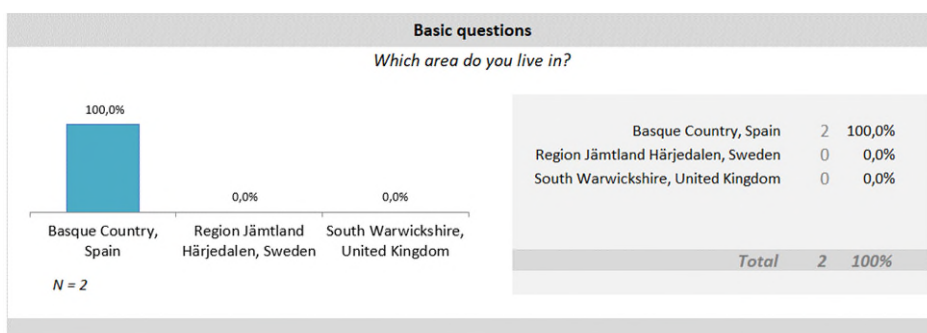 Basic questions
Which area do you live in?
100,0%
0,0%
0,0%
Basque Country,
Spain
Region Jämtland
Härjedalen, Sweden
South Warwickshire,
United Kingdom
N = 2
Basque Country, Spain 2 100,0%
Region Jämtland Härjedalen, Sweden 0 0,0%
South Warwickshire, United Kingdom 0 0,0%
Total 2 100%